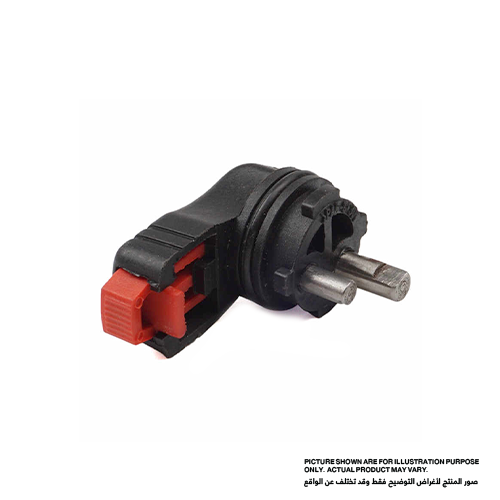 PICTURE SHOWN ARE FOR ILLUSTRATION PURPOSE
ONLY. ACTUAL PRODUCT MAY VARY.
صور المنتج لأغراض التوضيح فقط وقد تختلف عن الواقع